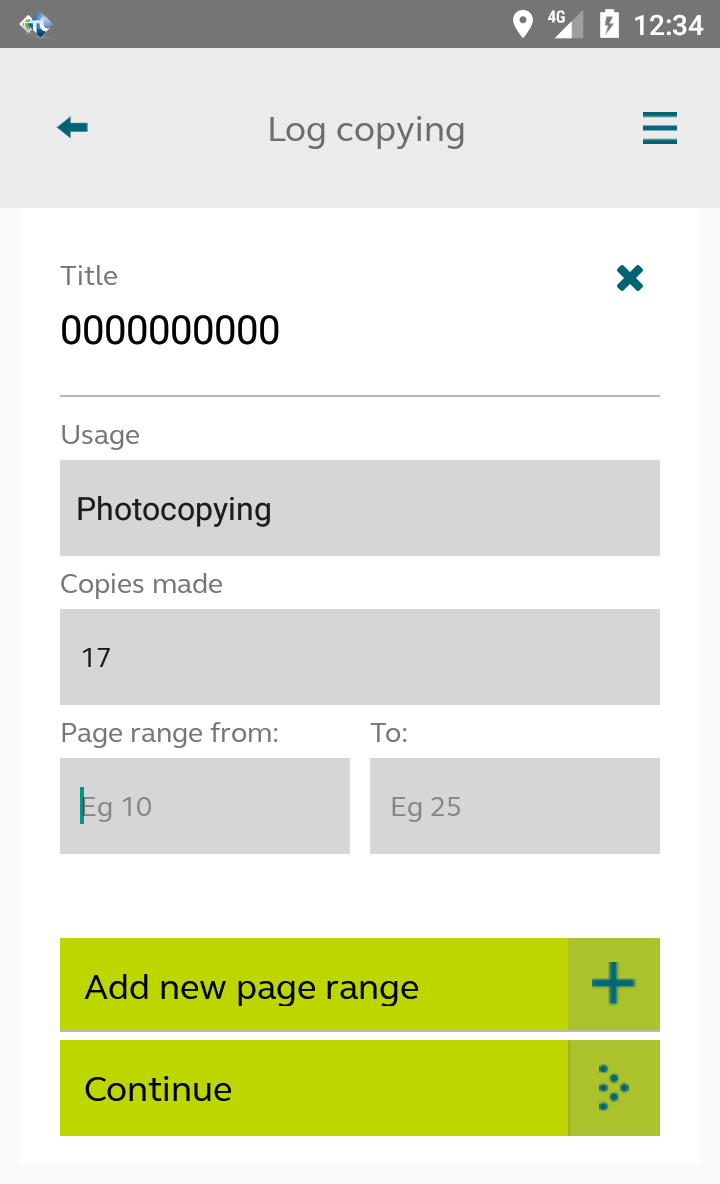 4G 12:34
Log copying
Title
0000000000
Usage
Photocopying
Copies made
17
Page range from: To:
Eg 10 Eg 25
Add new page range
Continue